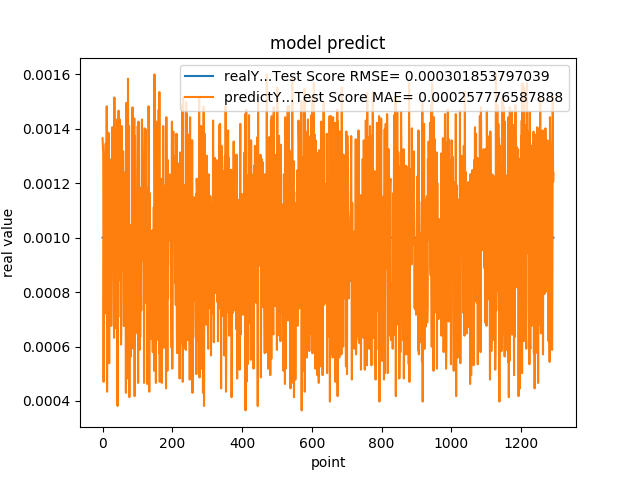 model predict
realY...Test Score RMSE= 0.000301853797039
predictY...Test Score MAE= 0.000257776587888
0.0016
0.0014
0.0012
0.0010
0.0008
0.0006
0.0004
real value
0 200 400 600 800 1000 1200
point